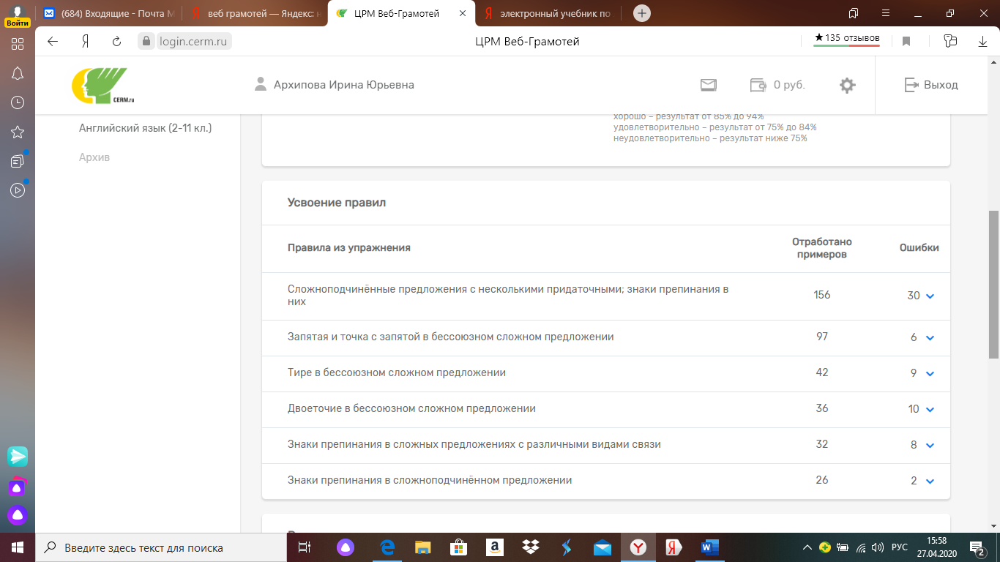 Войти
(684) Входящие - Почта M
веб грамотей — Яндекс: н
ЦРМ Веб-Грамотей
электронный учебник по
login.cerm.ru
ЦРМ Веб-Грамотей
★135 отзывов
CERM.ru
Архипова Ирина Юрьевна
0 руб.
Выход
Английский язык (2-11 кл.)
Архив
хорошо – результат от 85% до 94%
удовлетворительно – результат от 75% до 84%
неудовлетворительно – результат ниже 75%
Усвоение правил
Правила из упражнения
Отработано
примеров
Ошибки
Сложноподчинённые предложения с несколькими придаточными; знаки препинания в
них
156
30
Запятая и точка с запятой в бессоюзном сложном предложении
97
6
Тире в бессоюзном сложном предложении
42
9
Двоеточие в бессоюзном сложном предложении
36
10
Знаки препинания в сложных предложениях с различными видами связи
32
8
Знаки препинания в сложноподчинённом предложении
26
2
Введите здесь текст для поиска
РУС
15:58
27.04.2020
2